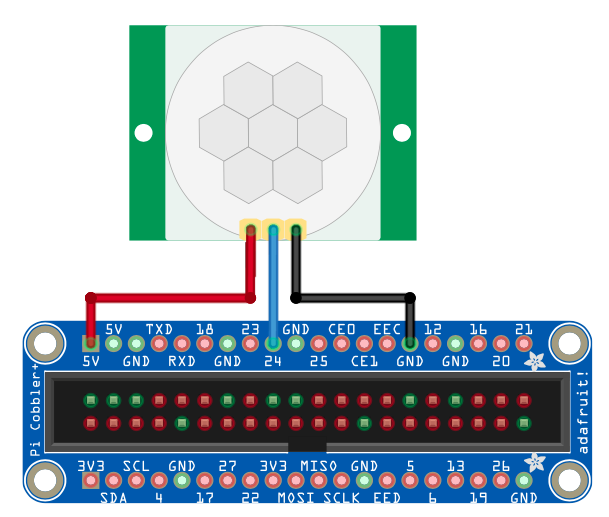 5V TXD 18 23 GND CE0 EEC 12 16 21
5V GND RXD GND 24 25 CE1 GND GND 20
Pi Cobbler+
adafruit!
3V3 SCL GND 27 3V3 MISO GND 5 13 26
SDA 4 17 22 MOSI SCLK EED 6 19 GND